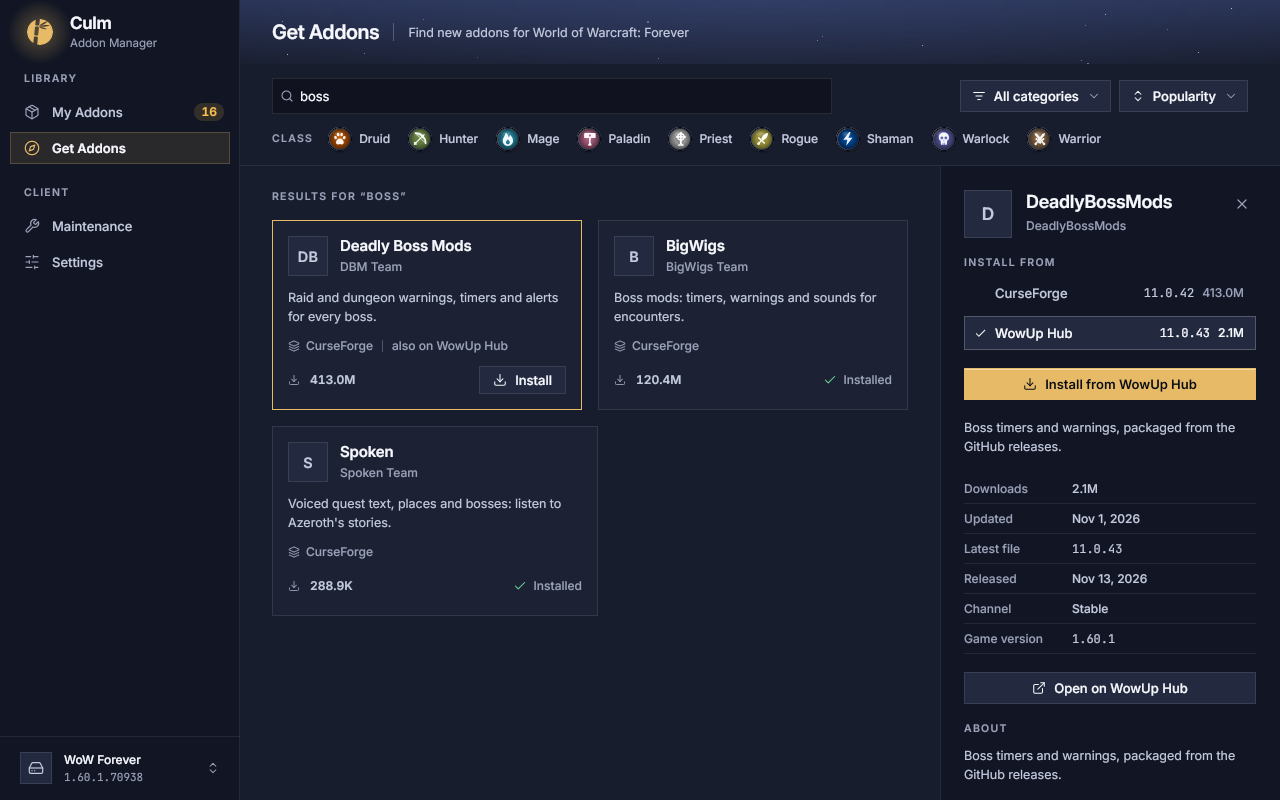 Culm
Addon Manager
LIBRARY
My Addons 16
Get Addons
CLIENT
Maintenance
Settings
WoW Forever
1.60.1.70938
Get Addons
Find new addons for World of Warcraft: Forever
boss
All categories
Popularity
CLASS Druid Hunter Mage Paladin Priest Rogue Shaman Warlock Warrior
RESULTS FOR “BOSS”
DB
Deadly Boss Mods
DBM Team
Raid and dungeon warnings, timers and alerts
for every boss.
CurseForge also on WowUp Hub
413.0M Install
B
BigWigs
BigWigs Team
Boss mods: timers, warnings and sounds for
encounters.
CurseForge
120.4M Installed
S
Spoken
Spoken Team
Voiced quest text, places and bosses: listen to
Azeroth's stories.
CurseForge
288.9K Installed
D
DeadlyBossMods
DeadlyBossMods
INSTALL FROM
CurseForge 11.0.42 413.0M
WowUp Hub 11.0.43 2.1M
Install from WowUp Hub
Boss timers and warnings, packaged from the
GitHub releases.
Downloads 2.1M
Updated Nov 1, 2026
Latest file 11.0.43
Released Nov 13, 2026
Channel Stable
Game version 1.60.1
Open on WowUp Hub
ABOUT
Boss timers and warnings, packaged from the
GitHub releases.